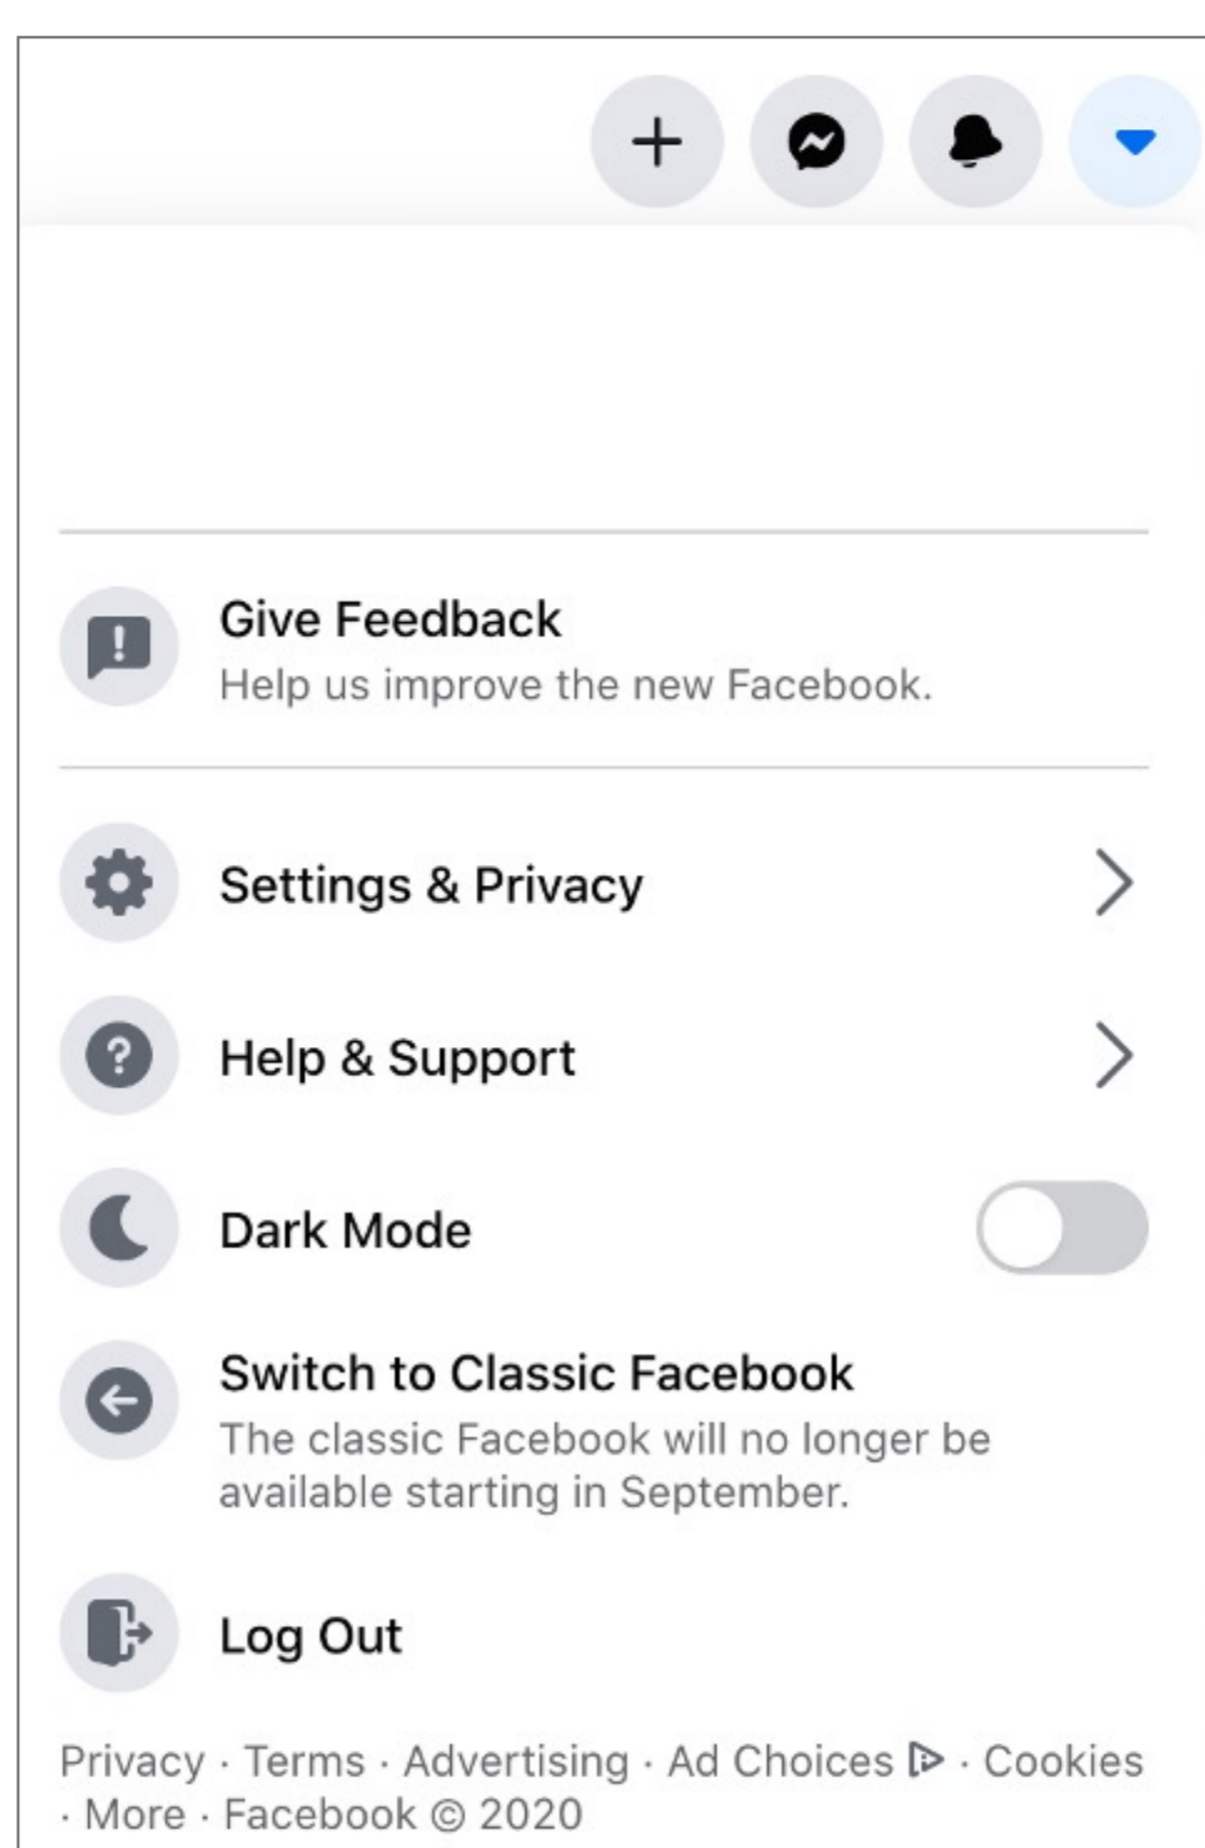 Give Feedback
Help us improve the new Facebook.
Settings & Privacy
Help & Support
Dark Mode
Switch to Classic Facebook
The classic Facebook will no longer be
available starting in September.
Log Out
Privacy · Terms · Advertising · Ad Choices · Cookies
· More · Facebook © 2020